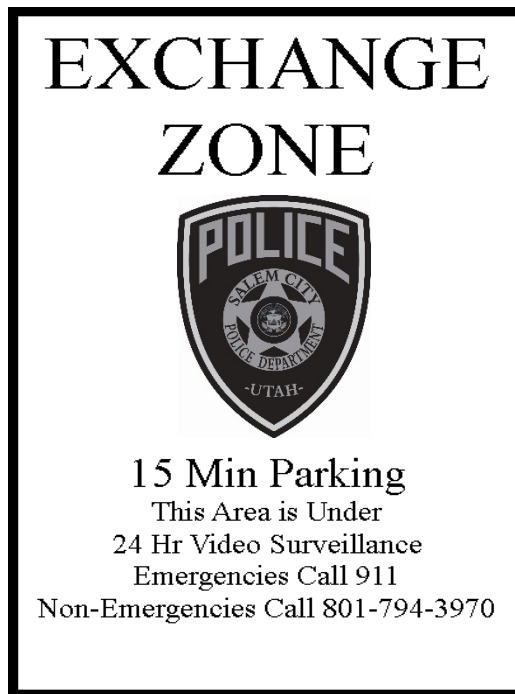 EXCHANGE
ZONE
POLICE
SALEM CITY
POLICE DEPARTMENT
-UTAH-
15 Min Parking
This Area is Under
24 Hr Video Surveillance
Emergencies Call 911
Non-Emergencies Call 801-794-3970